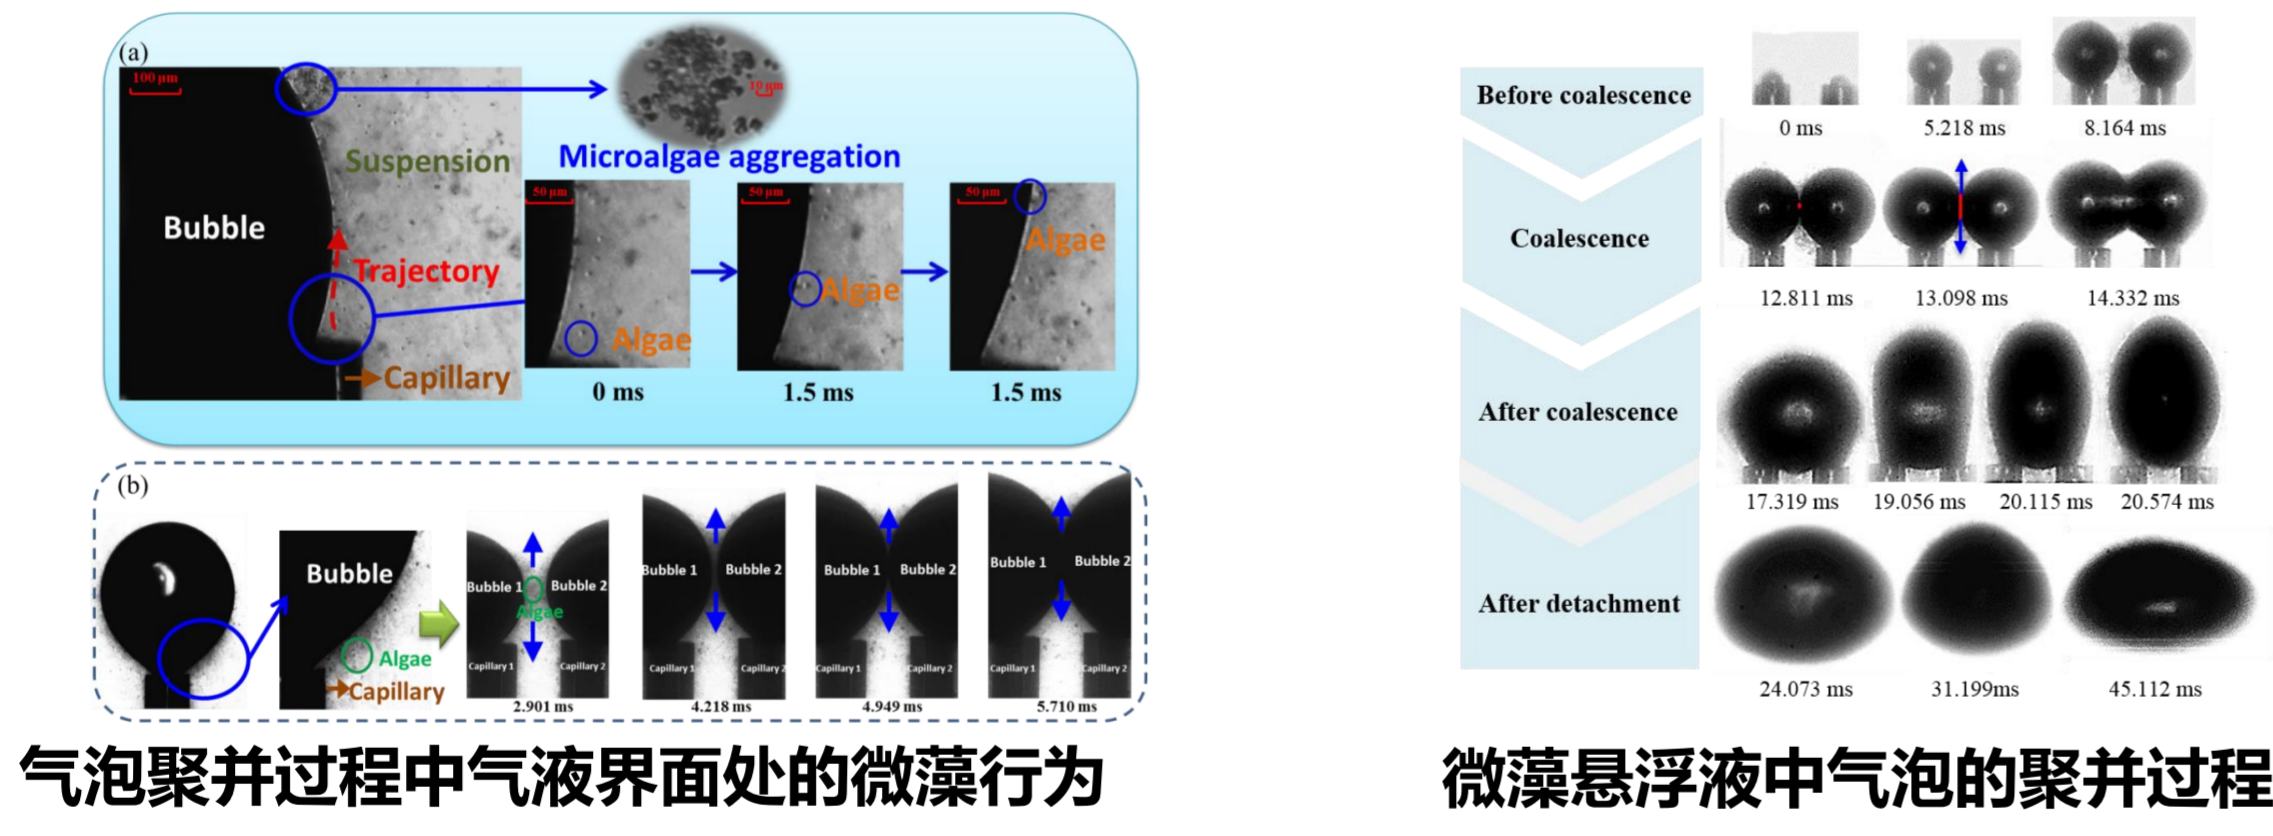 (a)
100 μm
10 μm
Microalgae aggregation
Suspension
Bubble
Trajectory
Capillary
50 μm
50 μm
50 μm
Algae
Algae
Algae
0 ms
1.5 ms
1.5 ms
(b)
Bubble
Algae
Capillary
Bubble 1
Bubble 2
Algae
Capillary 1
Capillary 2
2.901 ms
Bubble 1
Bubble 2
Capillary 1
Capillary 2
4.218 ms
Bubble 1
Bubble 2
Capillary 1
Capillary 2
4.949 ms
Bubble 1
Bubble 2
Capillary 1
Capillary 2
5.710 ms
气泡聚并过程中气液界面处的微藻行为
Before coalescence
0 ms
5.218 ms
8.164 ms
Coalescence
12.811 ms
13.098 ms
14.332 ms
After coalescence
17.319 ms
19.056 ms
20.115 ms
20.574 ms
After detachment
24.073 ms
31.199ms
45.112 ms
微藻悬浮液中气泡的聚并过程